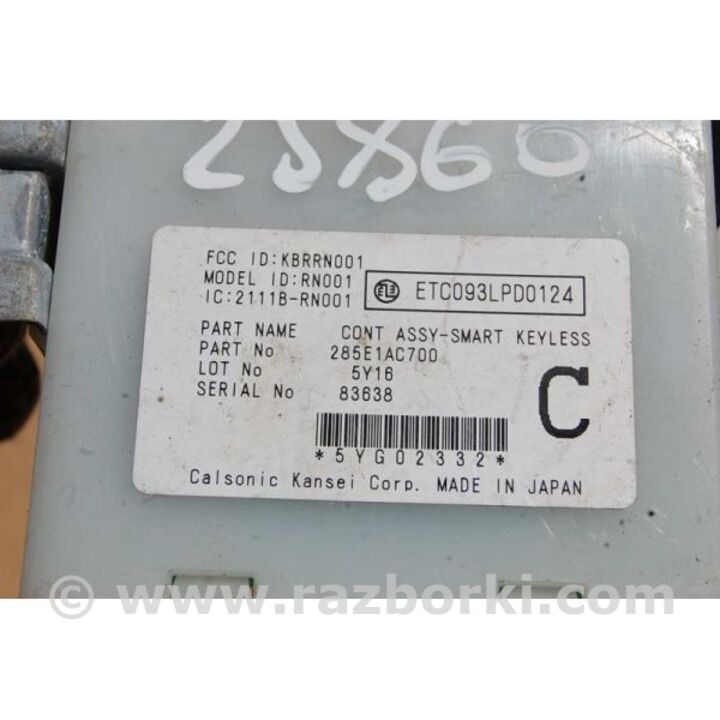 25860
FCC ID:KBRRN001
MODEL ID:RN001
IC:2111B-RN001
ETC093LPD0124
PART NAME CONT ASSY-SMART KEYLESS
PART No 285E1AC700
LOT No 5Y16
SERIAL No 83638
C
*5YG02332*
Calsonic Kansei Corp. MADE IN JAPAN
© www.razborki.com